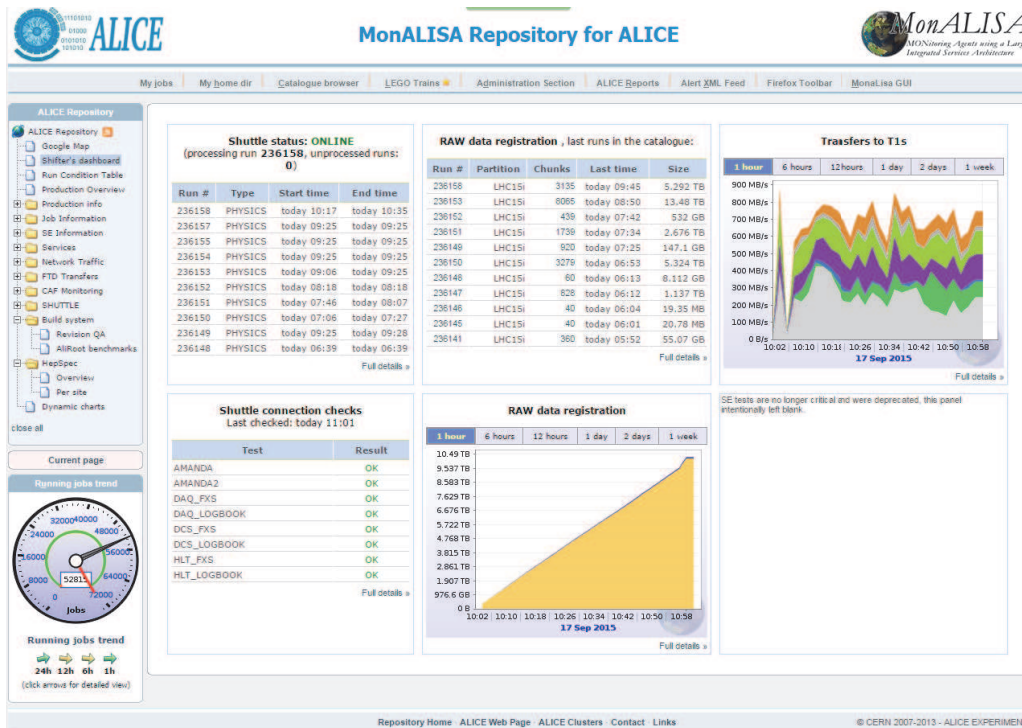 11101010
01000
0101010
101010
ALICE
MonALISA Repository for ALICE
MonALISA
MONitoring Agents using a Larg
Integrated Services Architecture
My jobs My home dir Catalogue browser LEGO Trains Administration Section ALICE Reports Alert XML Feed Firefox Toolbar MonaLisa GUI
ALICE Repository
ALICE Repository
Google Map
Shifter's dashboard
Run Condition Table
Production Overview
Production info
Job Information
SE Information
Services
Network Traffic
FTD Transfers
CAF Monitoring
SHUTTLE
Build system
Revision QA
AliRoot benchmarks
HepSpec
Overview
Per site
Dynamic charts
close all
Current page
Running jobs trend
0 8000 16000 24000 32000 40000 48000 56000 64000 72000
52815
Jobs
Running jobs trend
24h 12h 6h 1h
(click arrows for detailed view)
Shuttle status: ONLINE
(processing run 236158, unprocessed runs:
0)
Run # Type Start time End time
236158 PHYSICS today 10:17 today 10:35
236157 PHYSICS today 09:25 today 09:25
236155 PHYSICS today 09:25 today 09:25
236154 PHYSICS today 09:25 today 09:25
236153 PHYSICS today 09:06 today 09:25
236152 PHYSICS today 08:18 today 08:18
236151 PHYSICS today 07:46 today 08:07
236150 PHYSICS today 07:06 today 07:27
236149 PHYSICS today 09:25 today 09:28
236148 PHYSICS today 06:39 today 06:39
Full details »
RAW data registration , last runs in the catalogue:
Run # Partition Chunks Last time Size
236158 LHC15i 3135 today 09:45 5.292 TB
236153 LHC15i 8065 today 08:50 13.48 TB
236152 LHC15i 439 today 07:42 532 GB
236151 LHC15i 1739 today 07:34 2.676 TB
236149 LHC15i 920 today 07:25 147.1 GB
236150 LHC15i 3279 today 06:53 5.324 TB
236148 LHC15i 60 today 06:13 8.112 GB
236147 LHC15i 828 today 06:12 1.137 TB
236146 LHC15i 40 today 06:04 19.35 MB
236145 LHC15i 40 today 06:01 20.78 MB
236141 LHC15i 360 today 05:52 55.07 GB
Full details »
Transfers to T1s
1 hour 6 hours 12hours 1 day 2 days 1 week
900 MB/s
800 MB/s
700 MB/s
600 MB/s
500 MB/s
400 MB/s
300 MB/s
200 MB/s
100 MB/s
0 B/s
10:02 10:10 10:18 10:26 10:34 10:42 10:50 10:58
17 Sep 2015
Full details »
Shuttle connection checks
Last checked: today 11:01
Test Result
AMANDA OK
AMANDA2 OK
DAQ_FXS OK
DAQ_LOGBOOK OK
DCS_FXS OK
DCS_LOGBOOK OK
HLT_FXS OK
HLT_LOGBOOK OK
Full details »
RAW data registration
1 hour 6 hours 12 hours 1 day 2 days 1 week
10.49 TB
9.537 TB
8.583 TB
7.629 TB
6.676 TB
5.722 TB
4.768 TB
3.815 TB
2.861 TB
1.907 TB
976.6 GB
0 B
10:02 10:10 10:18 10:26 10:34 10:42 10:50 10:58
17 Sep 2015
Full details »
SE tests are no longer critical and were deprecated, this panel
intentionally left blank.
Repository Home ALICE Web Page ALICE Clusters Contact Links
© CERN 2007-2013 - ALICE EXPERIMEN